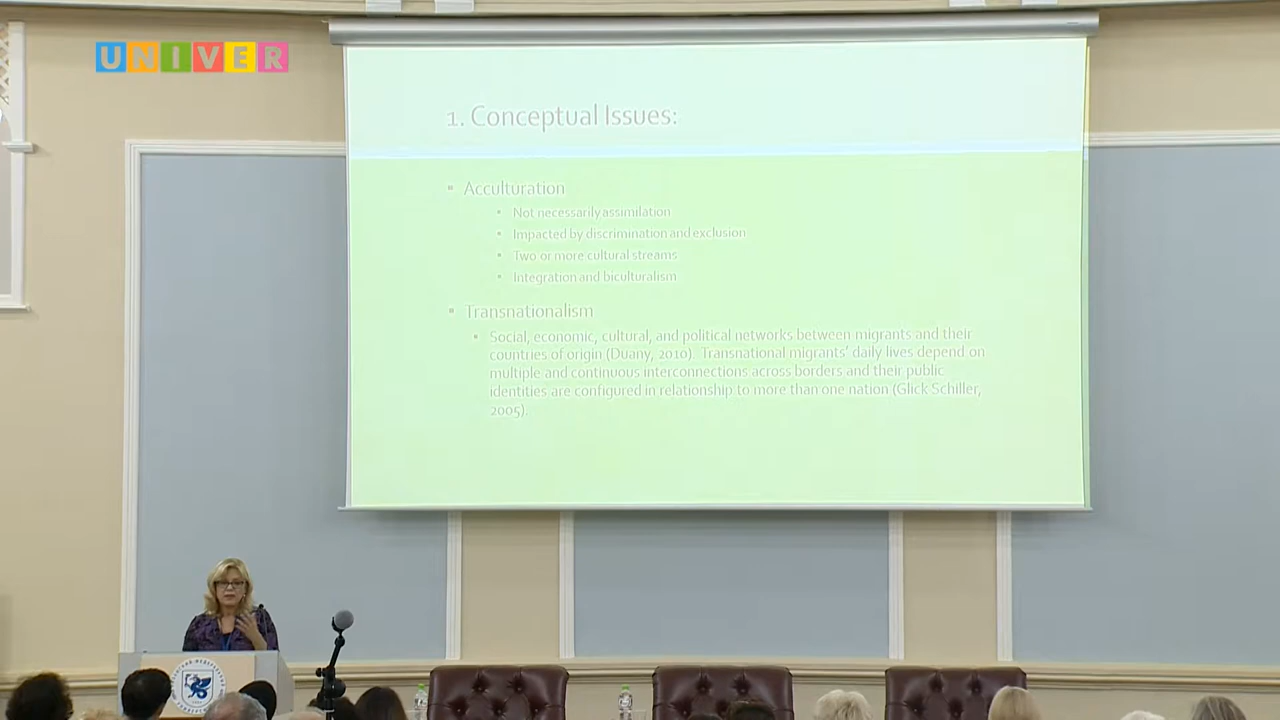 UNIVER
1. Conceptual Issues:
▪ Acculturation
• Not necessarily assimilation
• Impacted by discrimination and exclusion
• Two or more cultural streams
• Integration and biculturalism
▪ Transnationalism
▪ Social, economic, cultural, and political networks between migrants and their
countries of origin (Duany, 2010). Transnational migrants' daily lives depend on
multiple and continuous interconnections across borders and their public
identities are configured in relationship to more than one nation (Glick Schiller,
2005).